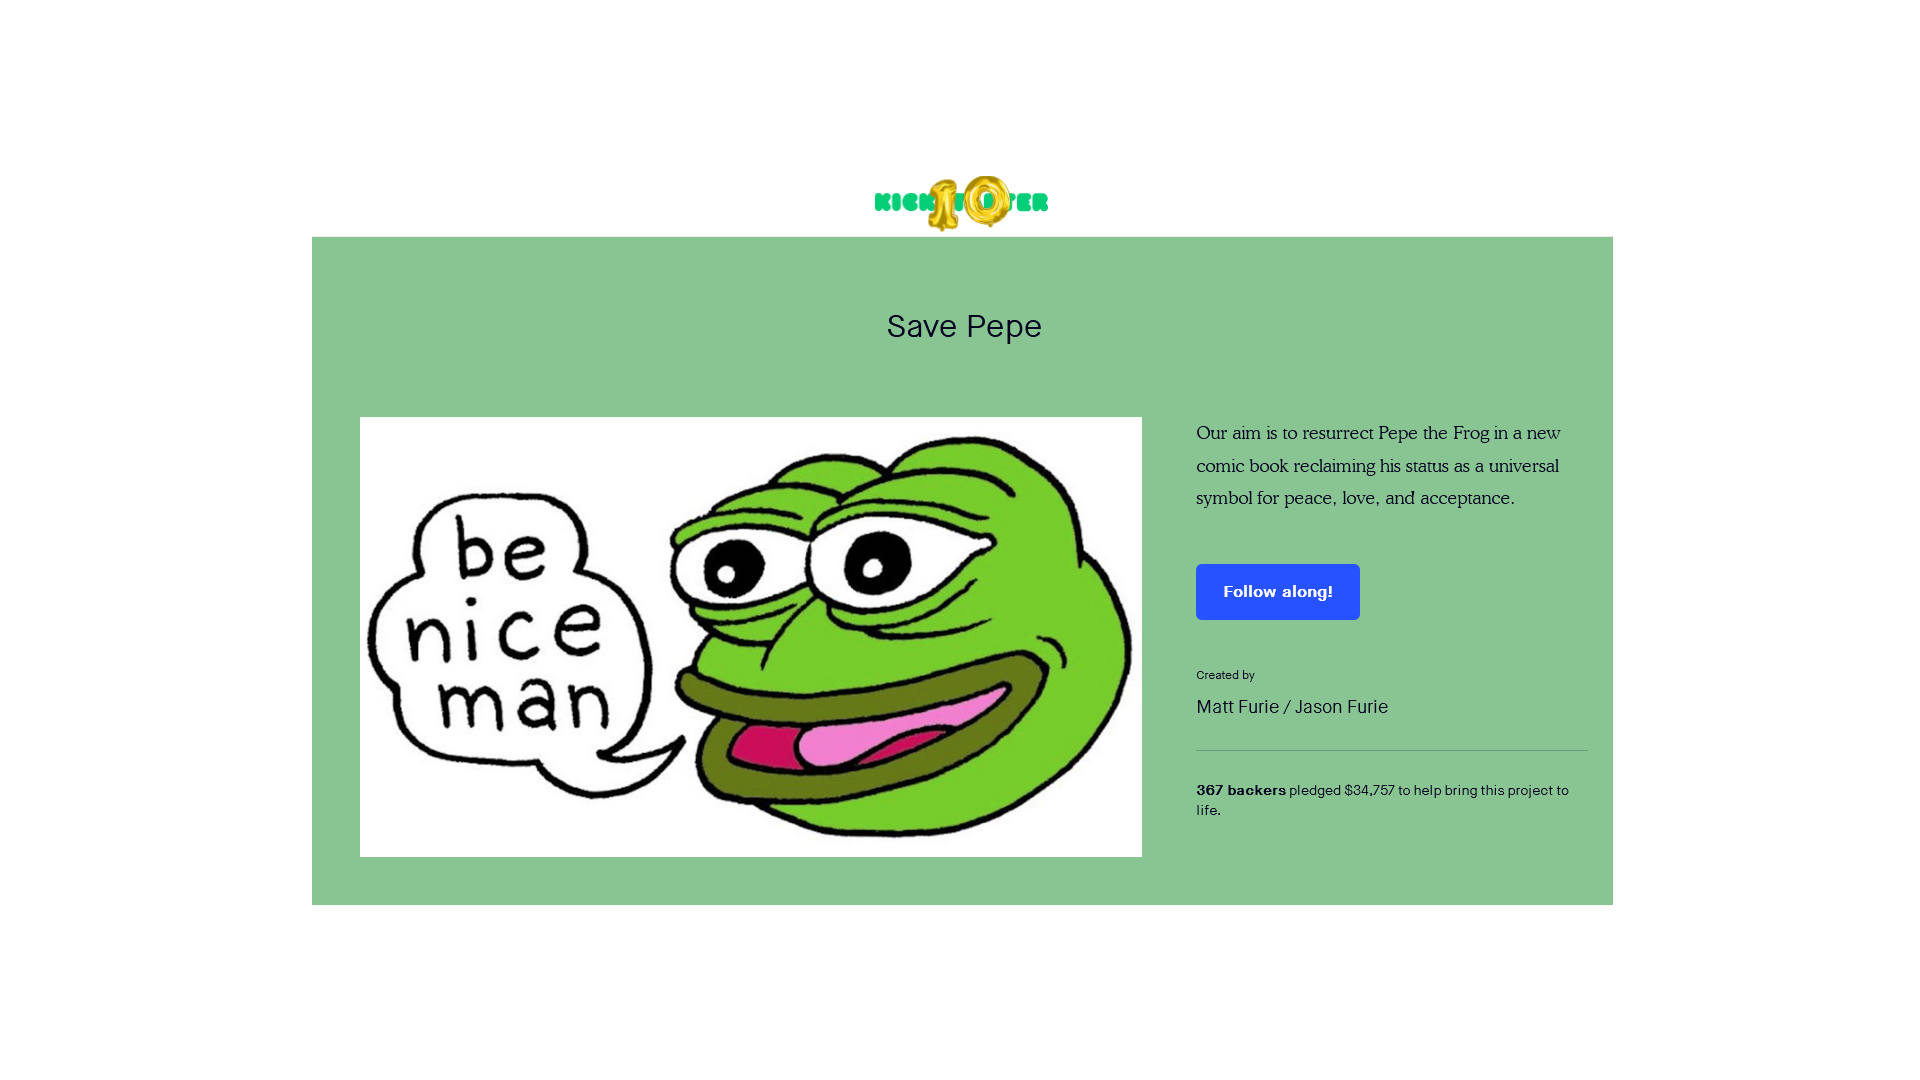 KICKSTARTER
10
Save Pepe
be
nice
man
Our aim is to resurrect Pepe the Frog in a new
comic book reclaiming his status as a universal
symbol for peace, love, and acceptance.
Follow along!
Created by
Matt Furie / Jason Furie
367 backers pledged $34,757 to help bring this project to
life.